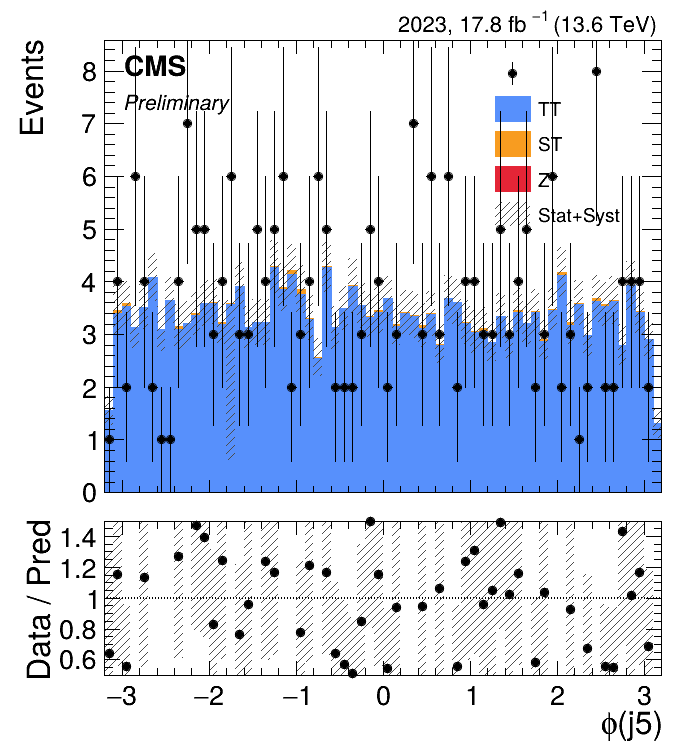 2023, 17.8 fb⁻¹ (13.6 TeV)
Events
CMS
Preliminary
TT
ST
Z
Stat+Syst
8
7
6
5
4
3
2
1
0
Data / Pred
1.4
1.2
1
0.8
0.6
−3 −2 −1 0 1 2 3
ϕ(j5)